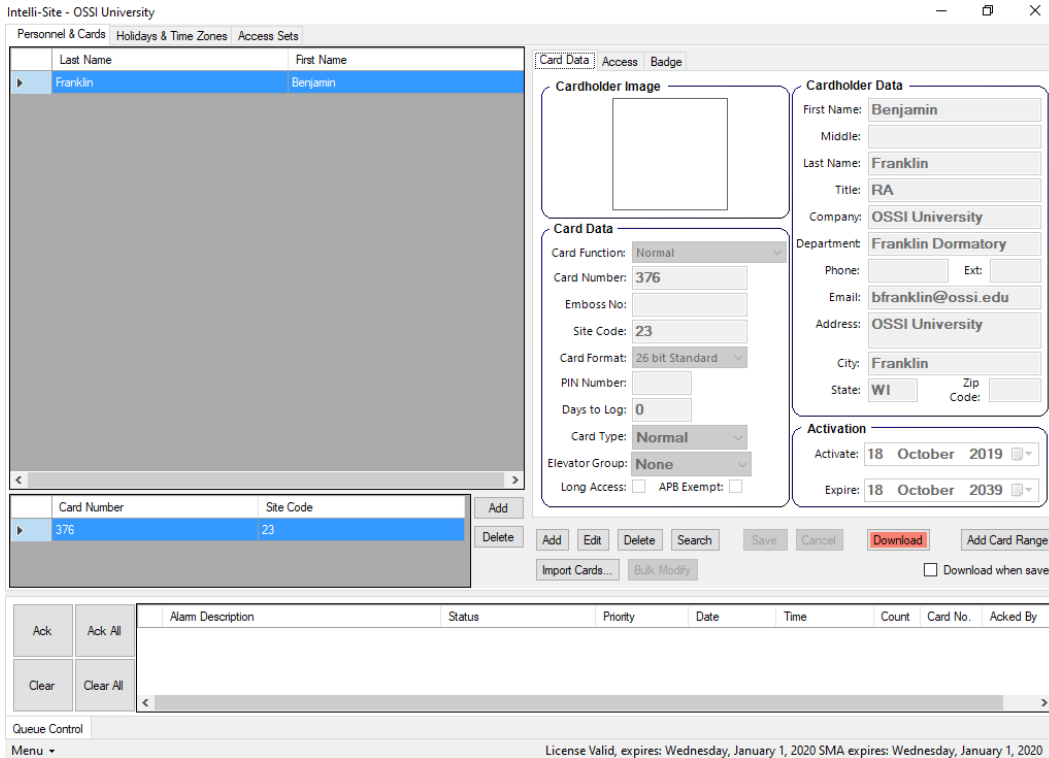 Intelli-Site - OSSI University
Personnel & Cards Holidays & Time Zones Access Sets
Last Name First Name
Franklin Benjamin
Card Number Site Code
376 23
Add
Delete
Card Data Access Badge
Cardholder Image
Card Data
Card Function: Normal
Card Number: 376
Emboss No:
Site Code: 23
Card Format: 26 bit Standard
PIN Number:
Days to Log: 0
Card Type: Normal
Elevator Group: None
Long Access: APB Exempt:
Cardholder Data
First Name: Benjamin
Middle:
Last Name: Franklin
Title: RA
Company: OSSI University
Department: Franklin Dormatory
Phone: Ext:
Email: bfranklin@ossi.edu
Address: OSSI University
City: Franklin
State: WI Zip Code:
Activation
Activate: 18 October 2019
Expire: 18 October 2039
Add Edit Delete Search Save Cancel Download Add Card Range
Import Cards... Bulk Modify Download when save
Ack Ack All
Clear Clear All
Alarm Description Status Priority Date Time Count Card No. Acked By
Queue Control
Menu License Valid, expires: Wednesday, January 1, 2020 SMA expires: Wednesday, January 1, 2020